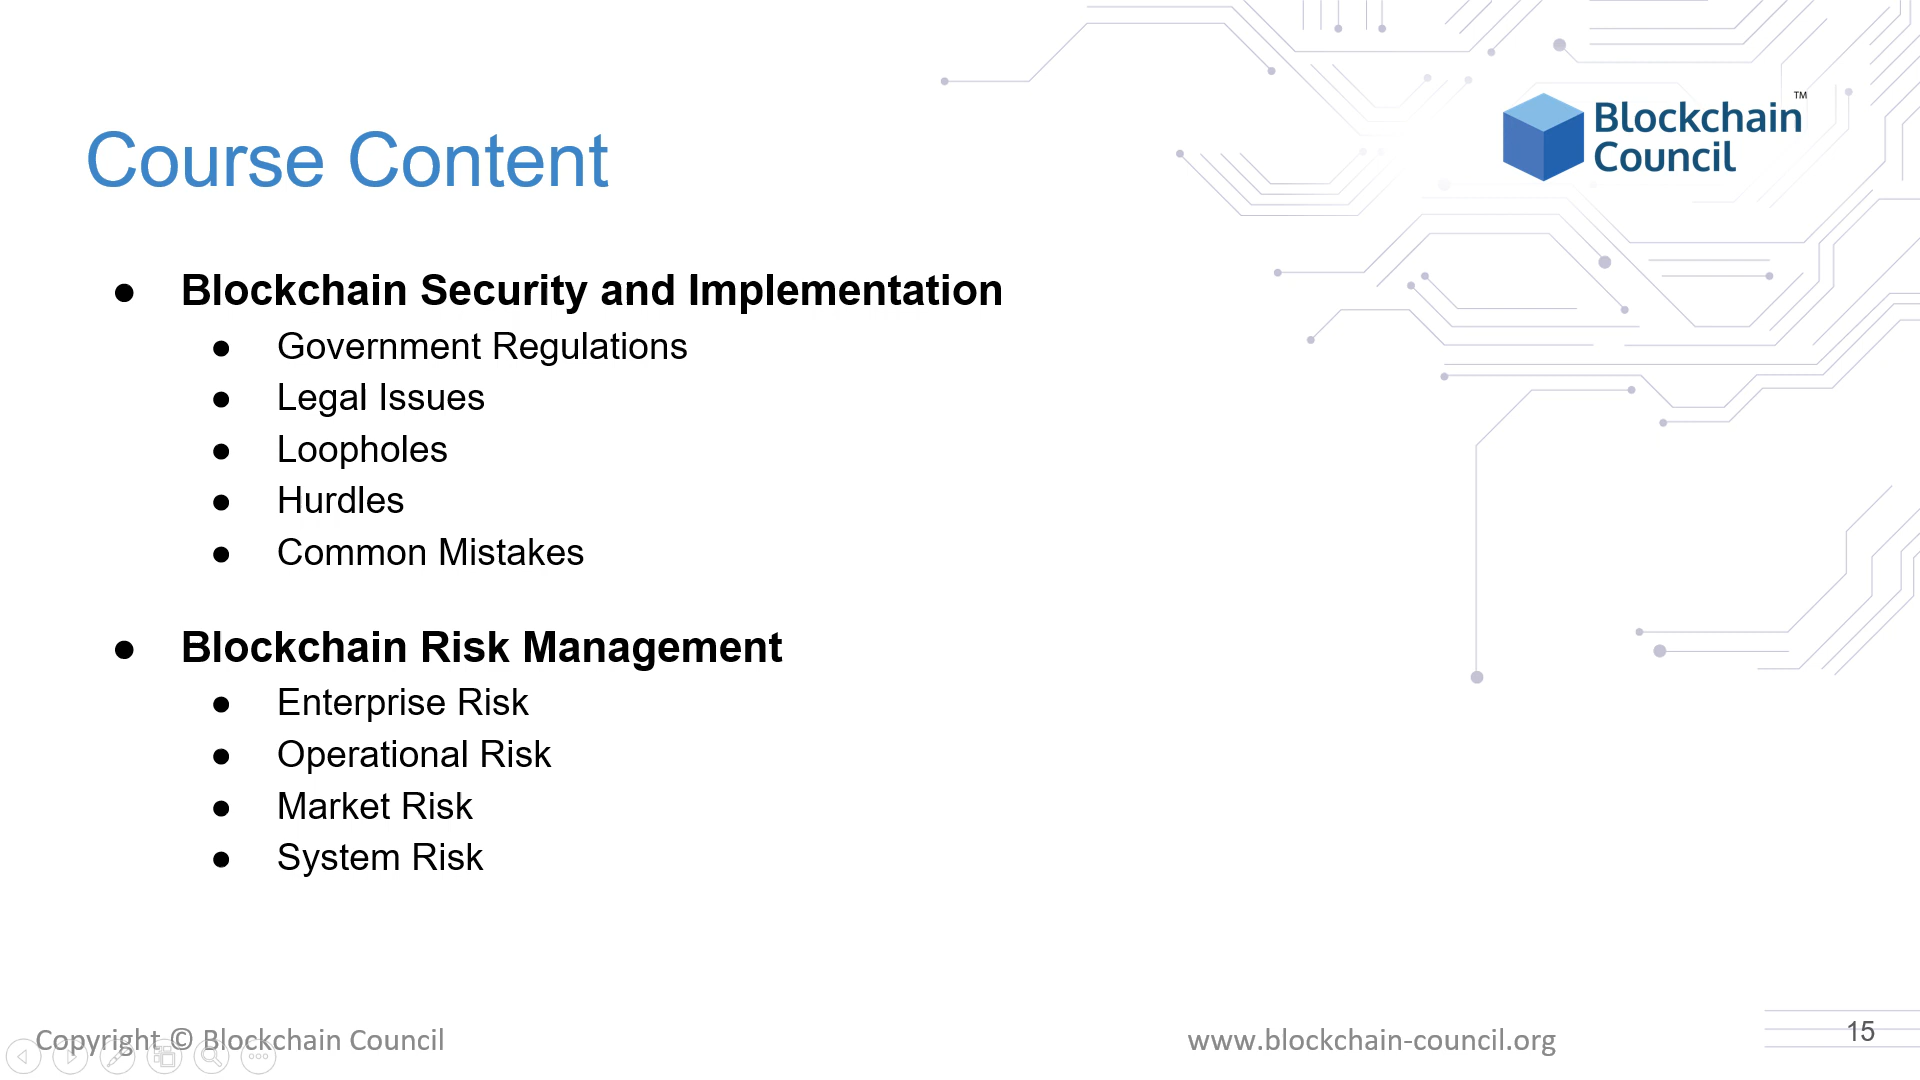 Course Content
Blockchain™
Council
● Blockchain Security and Implementation
● Government Regulations
● Legal Issues
● Loopholes
● Hurdles
● Common Mistakes
● Blockchain Risk Management
● Enterprise Risk
● Operational Risk
● Market Risk
● System Risk
Copyright © Blockchain Council
www.blockchain-council.org
15